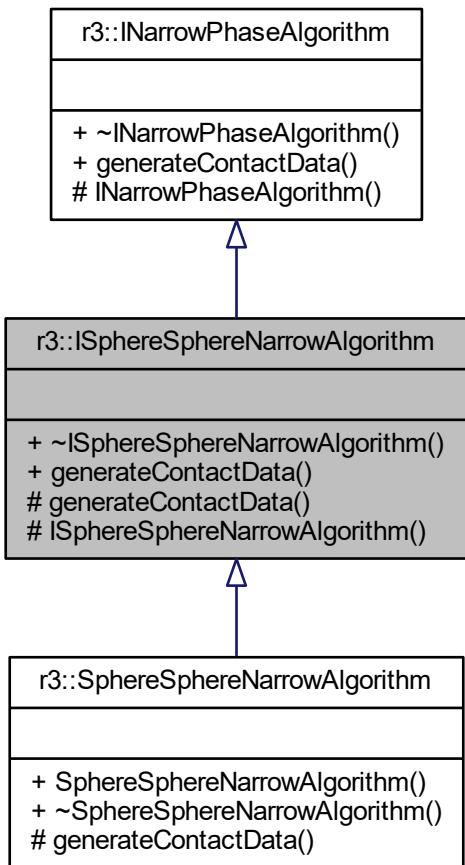 r3::INarrowPhaseAlgorithm
+ ~INarrowPhaseAlgorithm()
+ generateContactData()
# INarrowPhaseAlgorithm()
r3::ISphereSphereNarrowAlgorithm
+ ~ISphereSphereNarrowAlgorithm()
+ generateContactData()
# generateContactData()
# ISphereSphereNarrowAlgorithm()
r3::SphereSphereNarrowAlgorithm
+ SphereSphereNarrowAlgorithm()
+ ~SphereSphereNarrowAlgorithm()
# generateContactData()